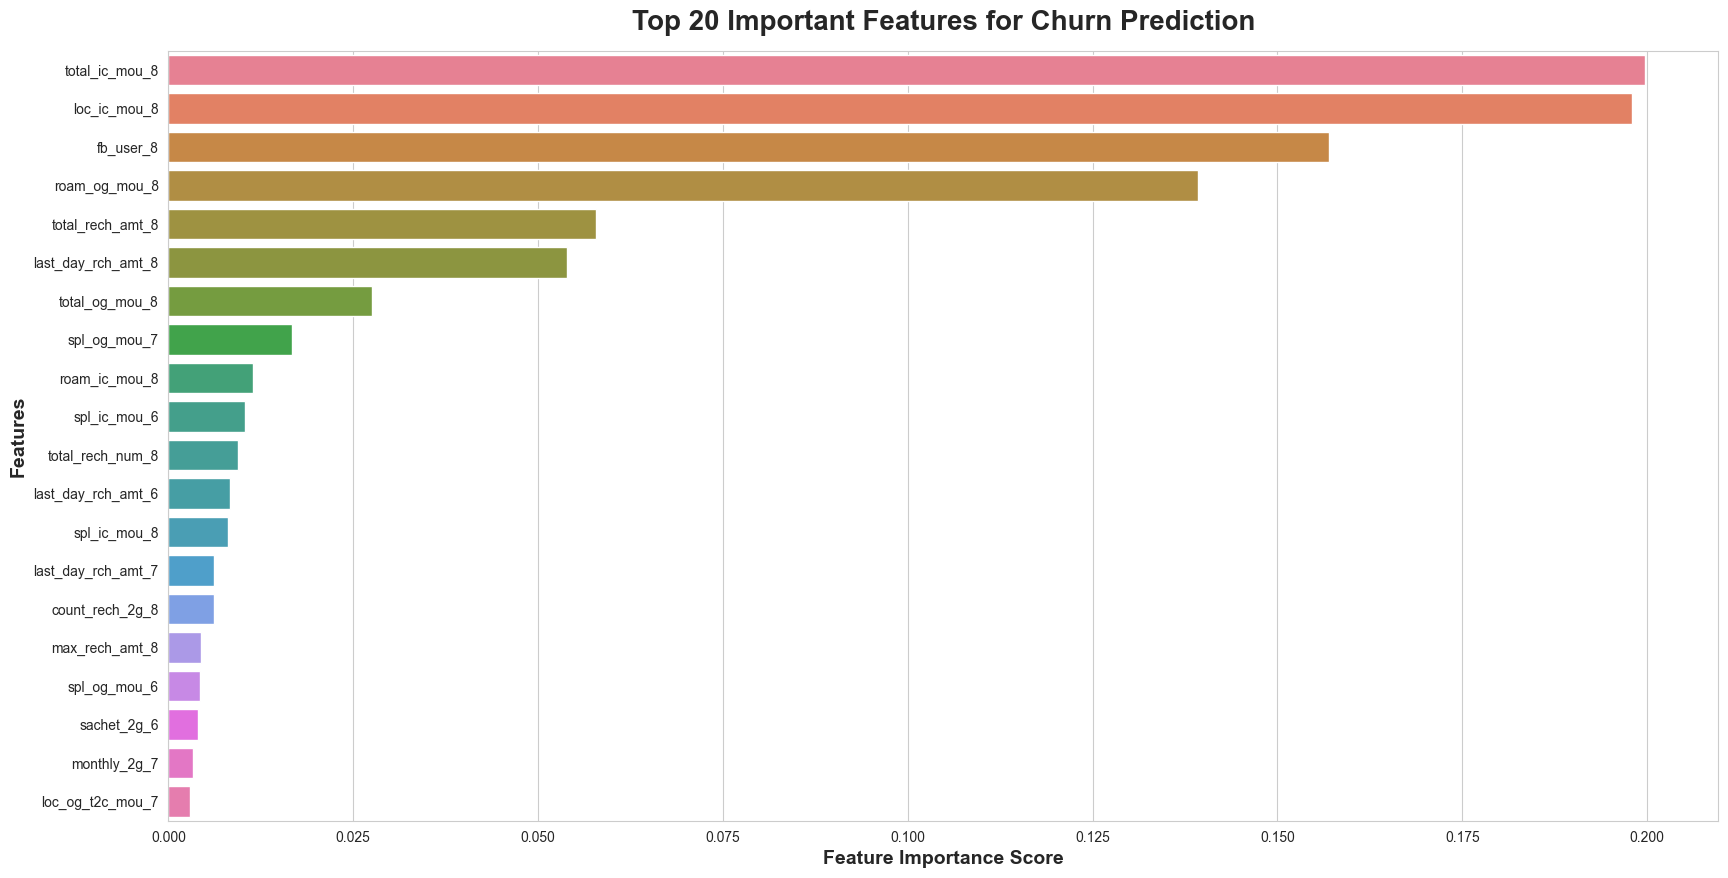 Top 20 Important Features for Churn Prediction
Features
total_ic_mou_8
loc_ic_mou_8
fb_user_8
roam_og_mou_8
total_rech_amt_8
last_day_rch_amt_8
total_og_mou_8
spl_og_mou_7
roam_ic_mou_8
spl_ic_mou_6
total_rech_num_8
last_day_rch_amt_6
spl_ic_mou_8
last_day_rch_amt_7
count_rech_2g_8
max_rech_amt_8
spl_og_mou_6
sachet_2g_6
monthly_2g_7
loc_og_t2c_mou_7
0.000 0.025 0.050 0.075 0.100 0.125 0.150 0.175 0.200
Feature Importance Score